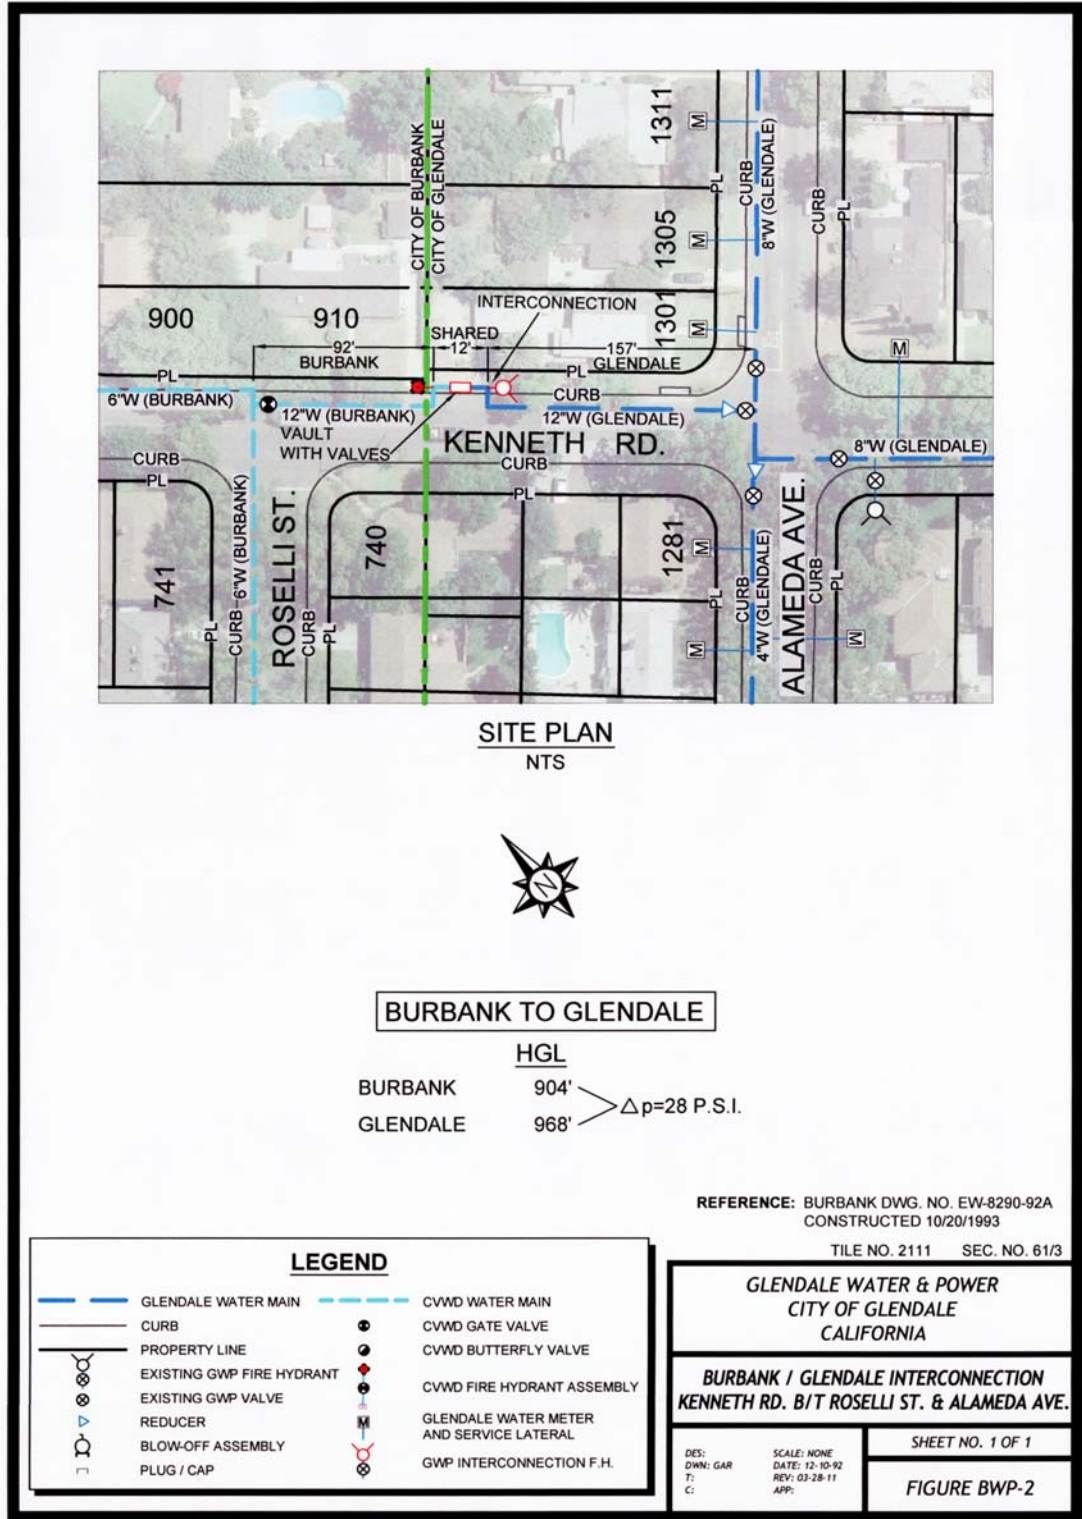 1311
CITY OF BURBANK
CITY OF GLENDALE
M
PL
CURB
8"W (GLENDALE)
CURB
PL
1305
M
INTERCONNECTION
900
910
SHARED
1301
M
M
92'
12'
157'
BURBANK
GLENDALE
PL
PL
6"W (BURBANK)
CURB
12"W (BURBANK)
12"W (GLENDALE)
VAULT
WITH VALVES
KENNETH RD.
8"W (GLENDALE)
CURB
CURB
PL
PL
6"W (BURBANK)
ROSELLI ST.
741
740
1281
M
ALAMEDA AVE.
4"W (GLENDALE)
CURB
CURB
PL
PL
M
M
PL
CURB
CURB
PL
SITE PLAN
NTS
N
BURBANK TO GLENDALE
HGL
BURBANK 904'
△p=28 P.S.I.
GLENDALE 968'
REFERENCE: BURBANK DWG. NO. EW-8290-92A
CONSTRUCTED 10/20/1993
TILE NO. 2111 SEC. NO. 61/3
LEGEND
GLENDALE WATER MAIN
CURB
PROPERTY LINE
EXISTING GWP FIRE HYDRANT
EXISTING GWP VALVE
REDUCER
BLOW-OFF ASSEMBLY
PLUG / CAP
CVWD WATER MAIN
CVWD GATE VALVE
CVWD BUTTERFLY VALVE
CVWD FIRE HYDRANT ASSEMBLY
M
GLENDALE WATER METER
AND SERVICE LATERAL
GWP INTERCONNECTION F.H.
GLENDALE WATER & POWER
CITY OF GLENDALE
CALIFORNIA
BURBANK / GLENDALE INTERCONNECTION
KENNETH RD. B/T ROSELLI ST. & ALAMEDA AVE.
DES:
DWN: GAR
T:
C:
SCALE: NONE
DATE: 12-10-92
REV: 03-28-11
APP:
SHEET NO. 1 OF 1
FIGURE BWP-2